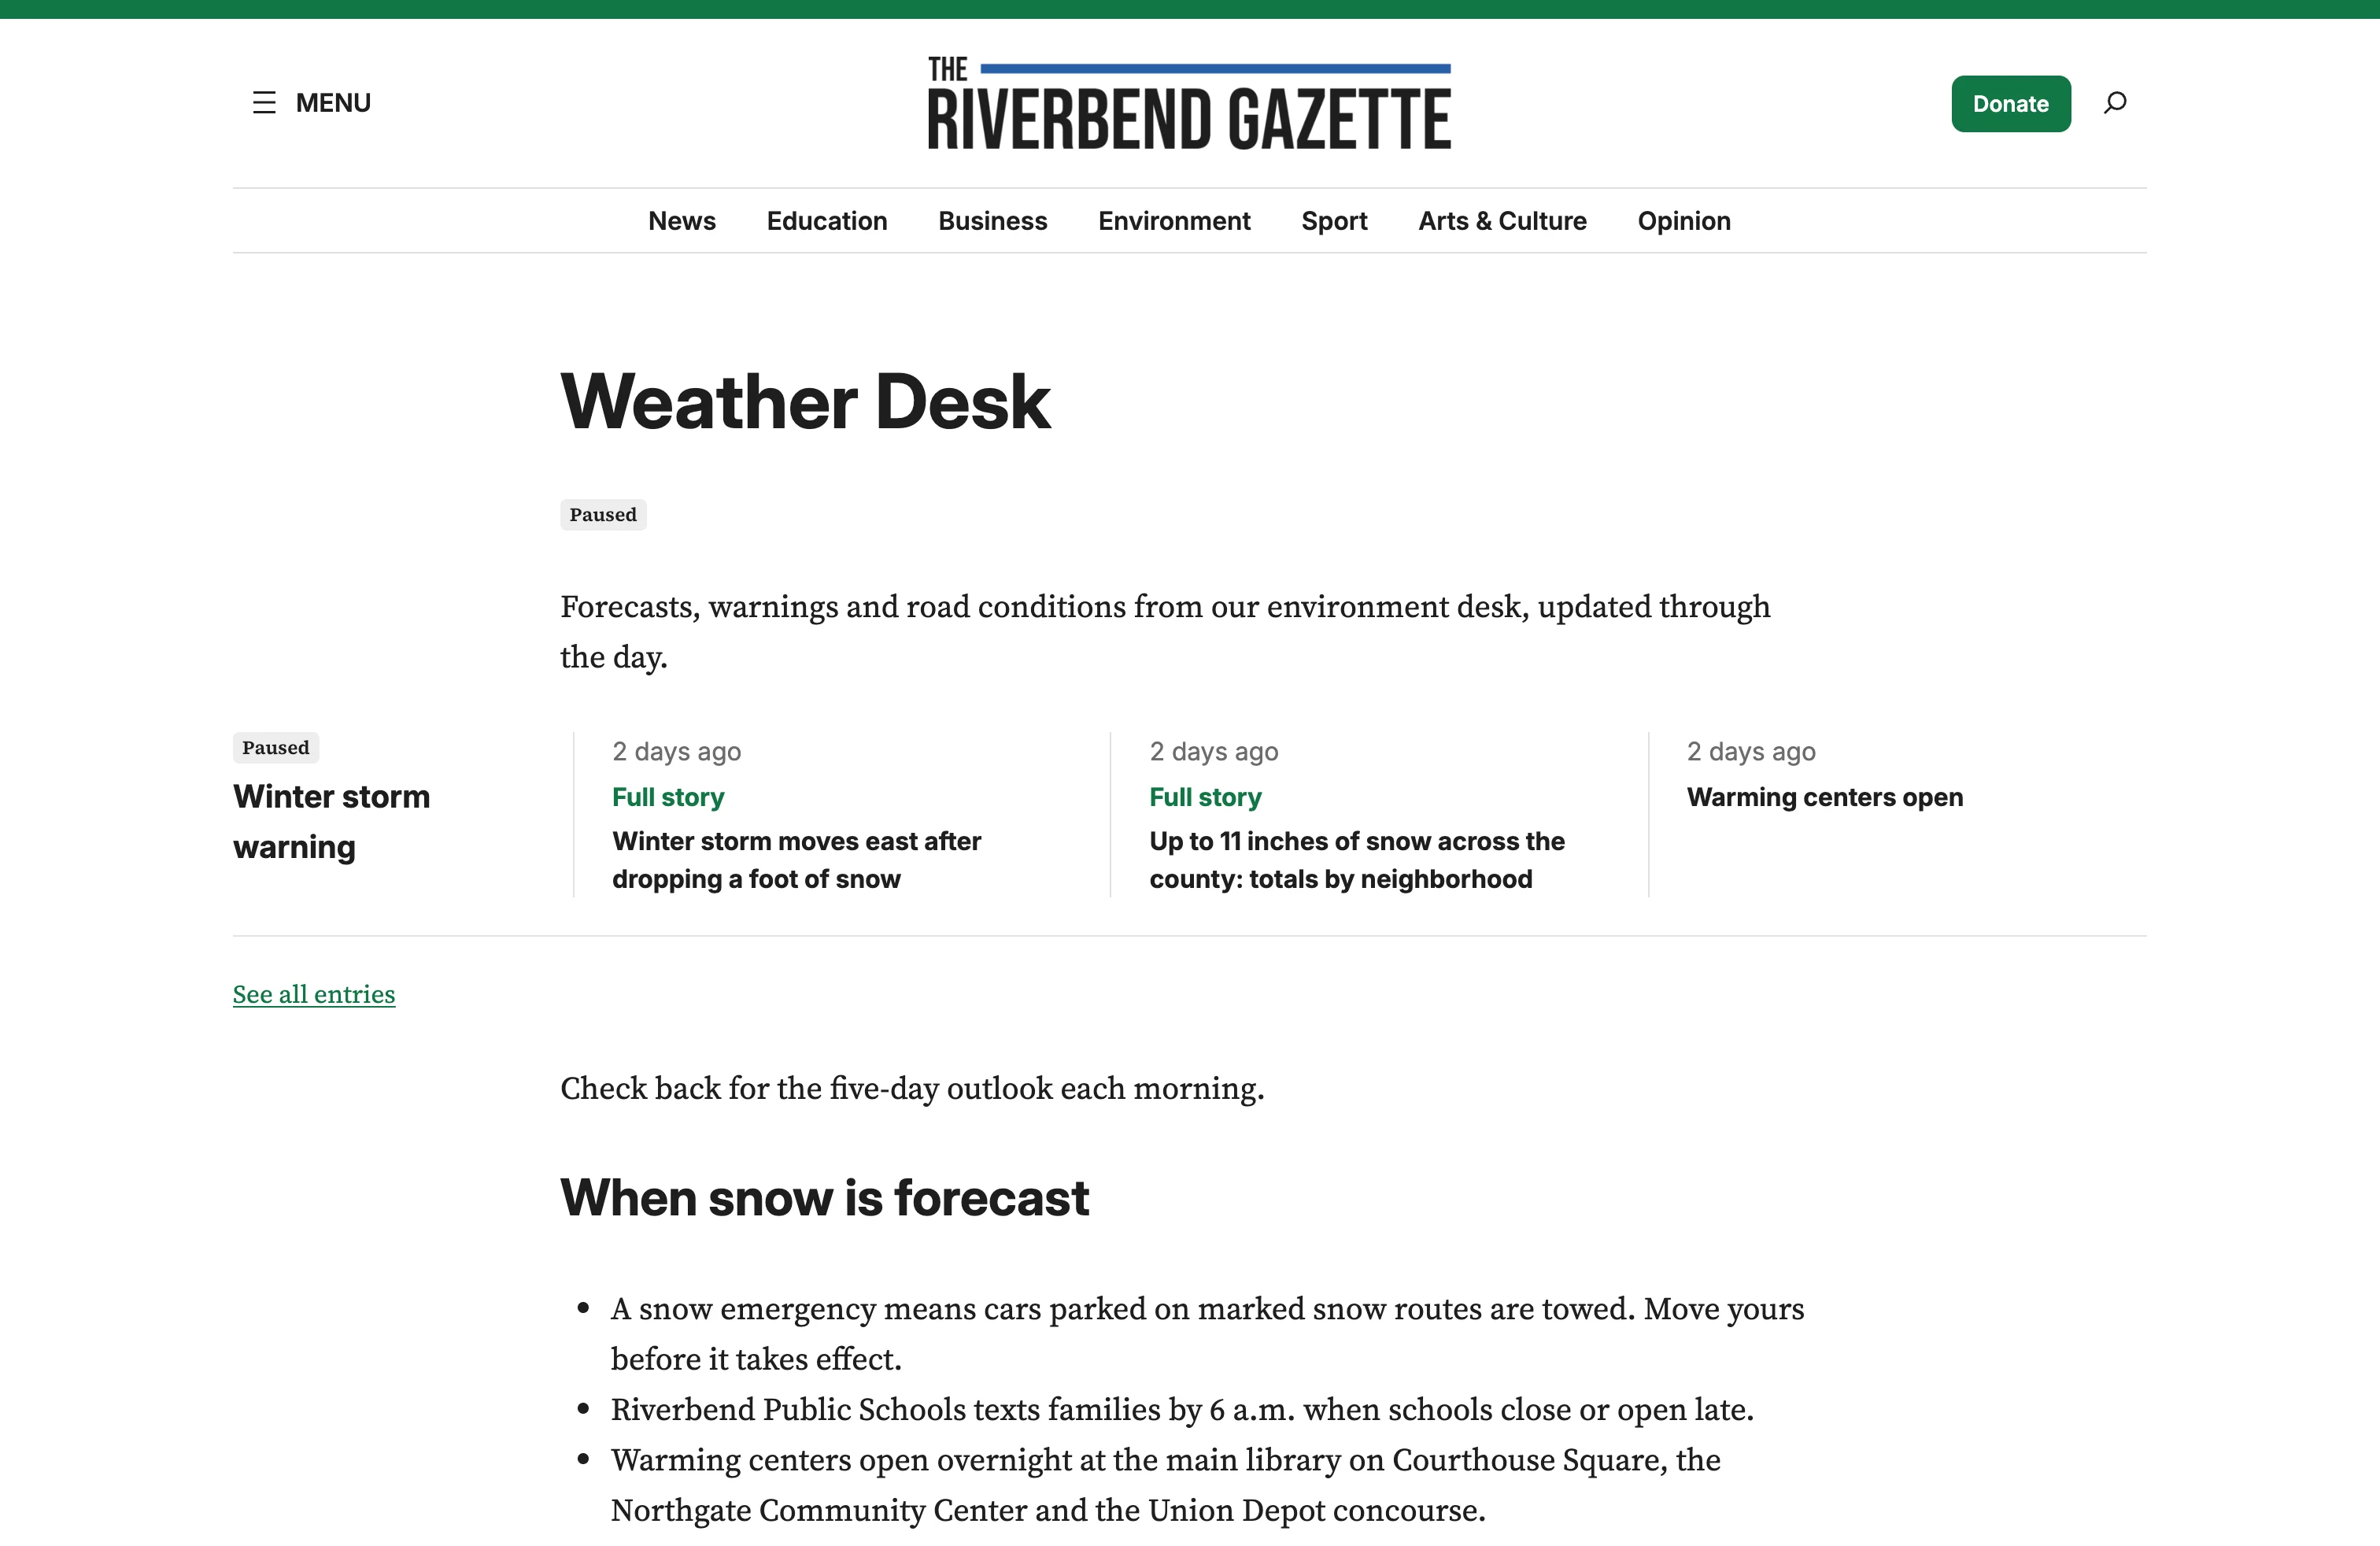 MENU
THE
RIVERBEND GAZETTE
Donate
News Education Business Environment Sport Arts & Culture Opinion
Weather Desk
Paused
Forecasts, warnings and road conditions from our environment desk, updated through
the day.
Paused
Winter storm
warning
2 days ago
Full story
Winter storm moves east after
dropping a foot of snow
2 days ago
Full story
Up to 11 inches of snow across the
county: totals by neighborhood
2 days ago
Warming centers open
See all entries
Check back for the five-day outlook each morning.
When snow is forecast
• A snow emergency means cars parked on marked snow routes are towed. Move yours
before it takes effect.
• Riverbend Public Schools texts families by 6 a.m. when schools close or open late.
• Warming centers open overnight at the main library on Courthouse Square, the
Northgate Community Center and the Union Depot concourse.